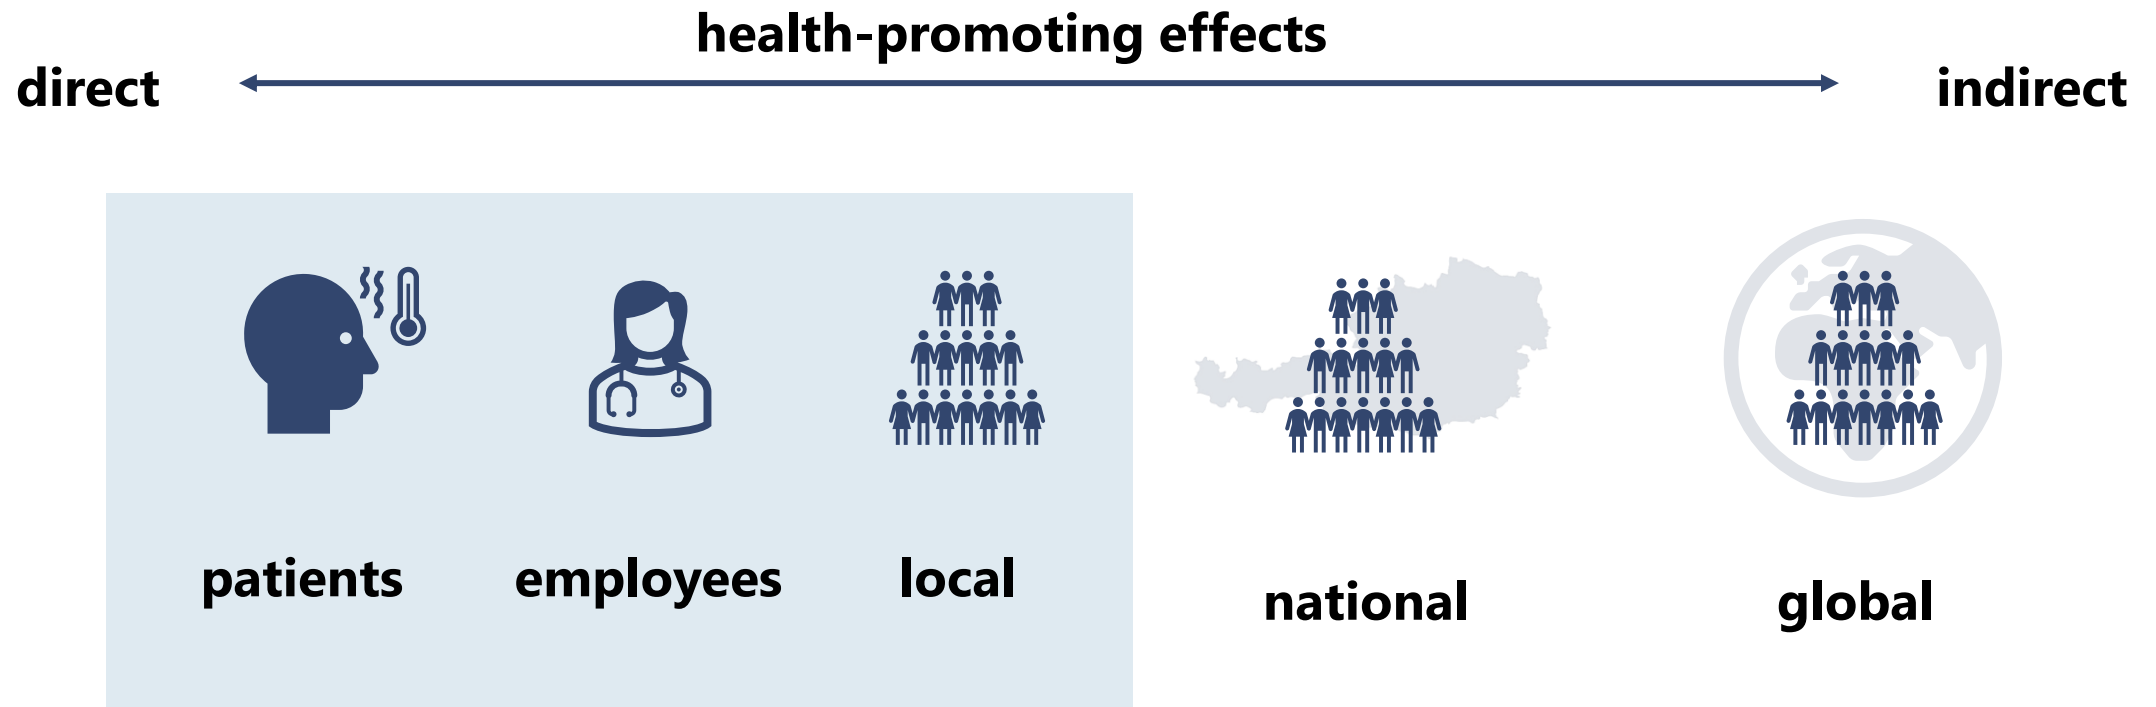 health-promoting effects
direct
indirect
patients
employees
local
national
global